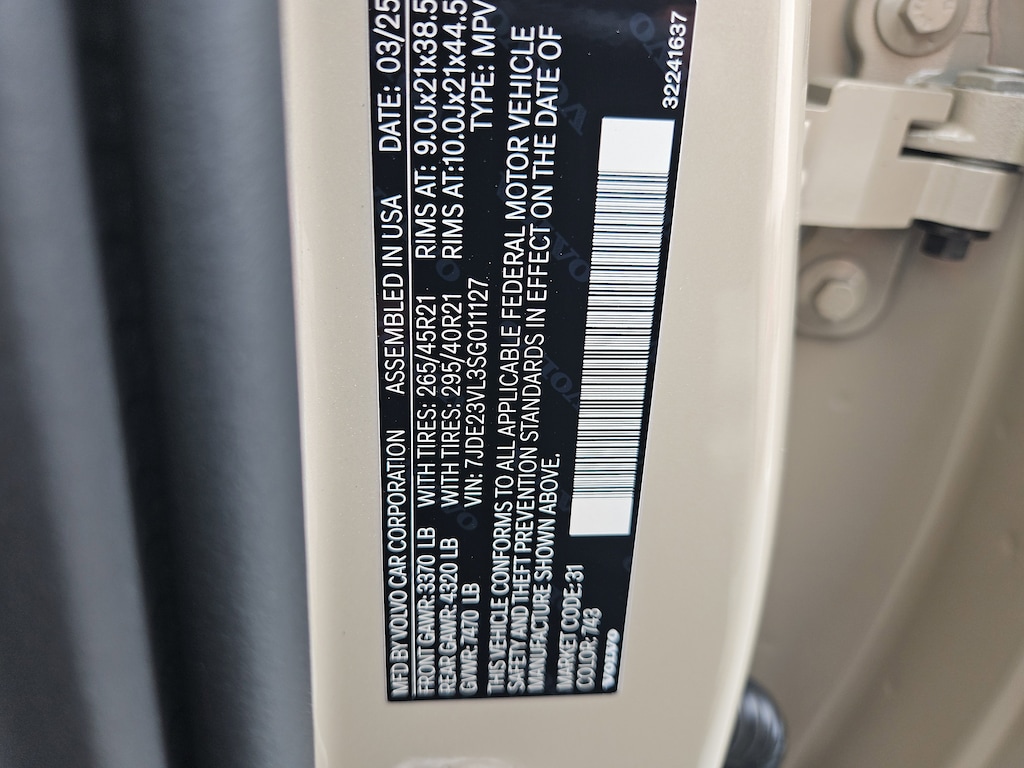 MFD BY VOLVO CAR CORPORATION ASSEMBLED IN USA DATE: 03/25
FRONT GAWR:3370 LB WITH TIRES: 265/45R21 RIMS AT: 9.0Jx21x38.5
REAR GAWR:4320 LB WITH TIRES: 295/40R21 RIMS AT:10.0Jx21x44.5
GWVR: 7470 LB VIN: 7JDE23VL3SG011127 TYPE: MPV
THIS VEHICLE CONFORMS TO ALL APPLICABLE FEDERAL MOTOR VEHICLE
SAFETY AND THEFT PREVENTION STANDARDS IN EFFECT ON THE DATE OF
MANUFACTURE SHOWN ABOVE.
MARKET CODE:31
COLOR: 743
VOLVO
32241637